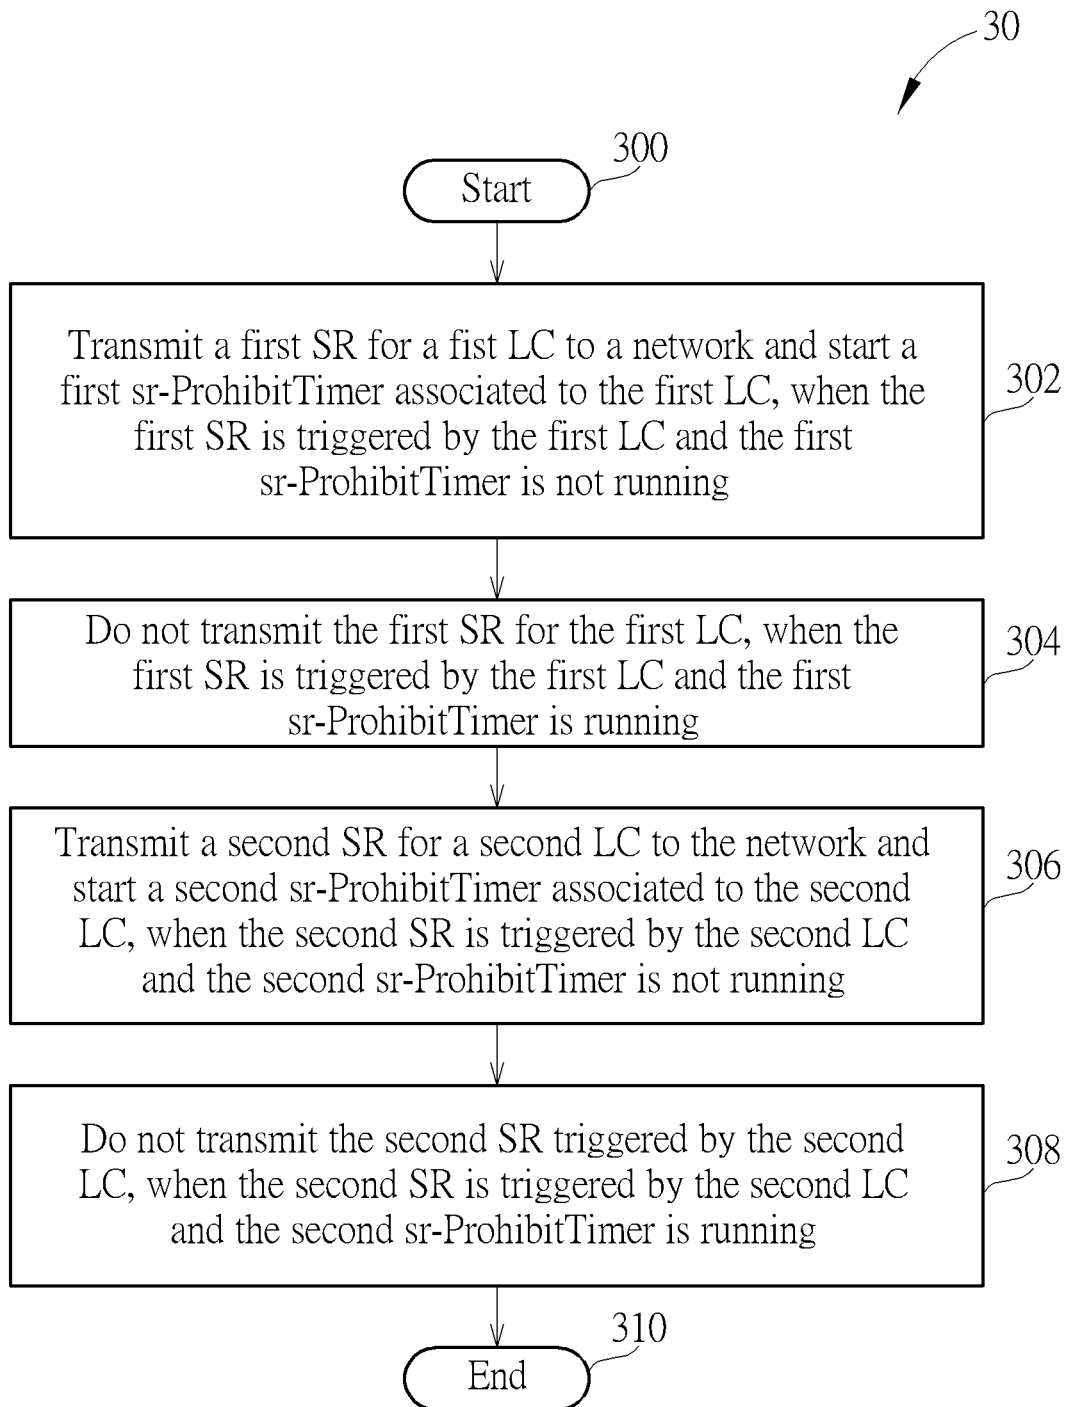 30
300
Start
Transmit a first SR for a fist LC to a network and start a
first sr-ProhibitTimer associated to the first LC, when the
first SR is triggered by the first LC and the first
sr-ProhibitTimer is not running
302
Do not transmit the first SR for the first LC, when the
first SR is triggered by the first LC and the first
sr-ProhibitTimer is running
304
Transmit a second SR for a second LC to the network and
start a second sr-ProhibitTimer associated to the second
LC, when the second SR is triggered by the second LC
and the second sr-ProhibitTimer is not running
306
Do not transmit the second SR triggered by the second
LC, when the second SR is triggered by the second LC
and the second sr-ProhibitTimer is running
308
310
End